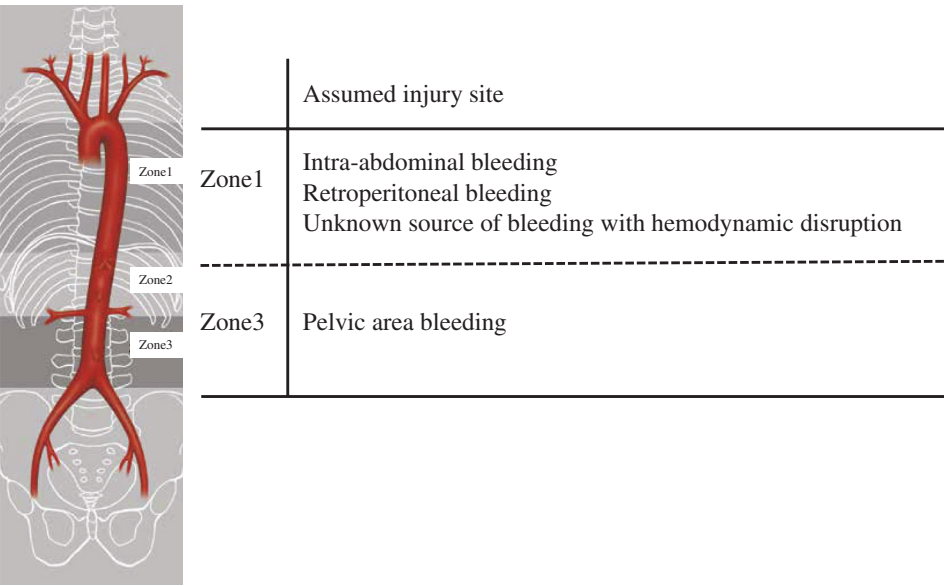 Zone1
Zone2
Zone3
Assumed injury site
Zone1
Intra-abdominal bleeding
Retroperitoneal bleeding
Unknown source of bleeding with hemodynamic disruption
Zone3
Pelvic area bleeding